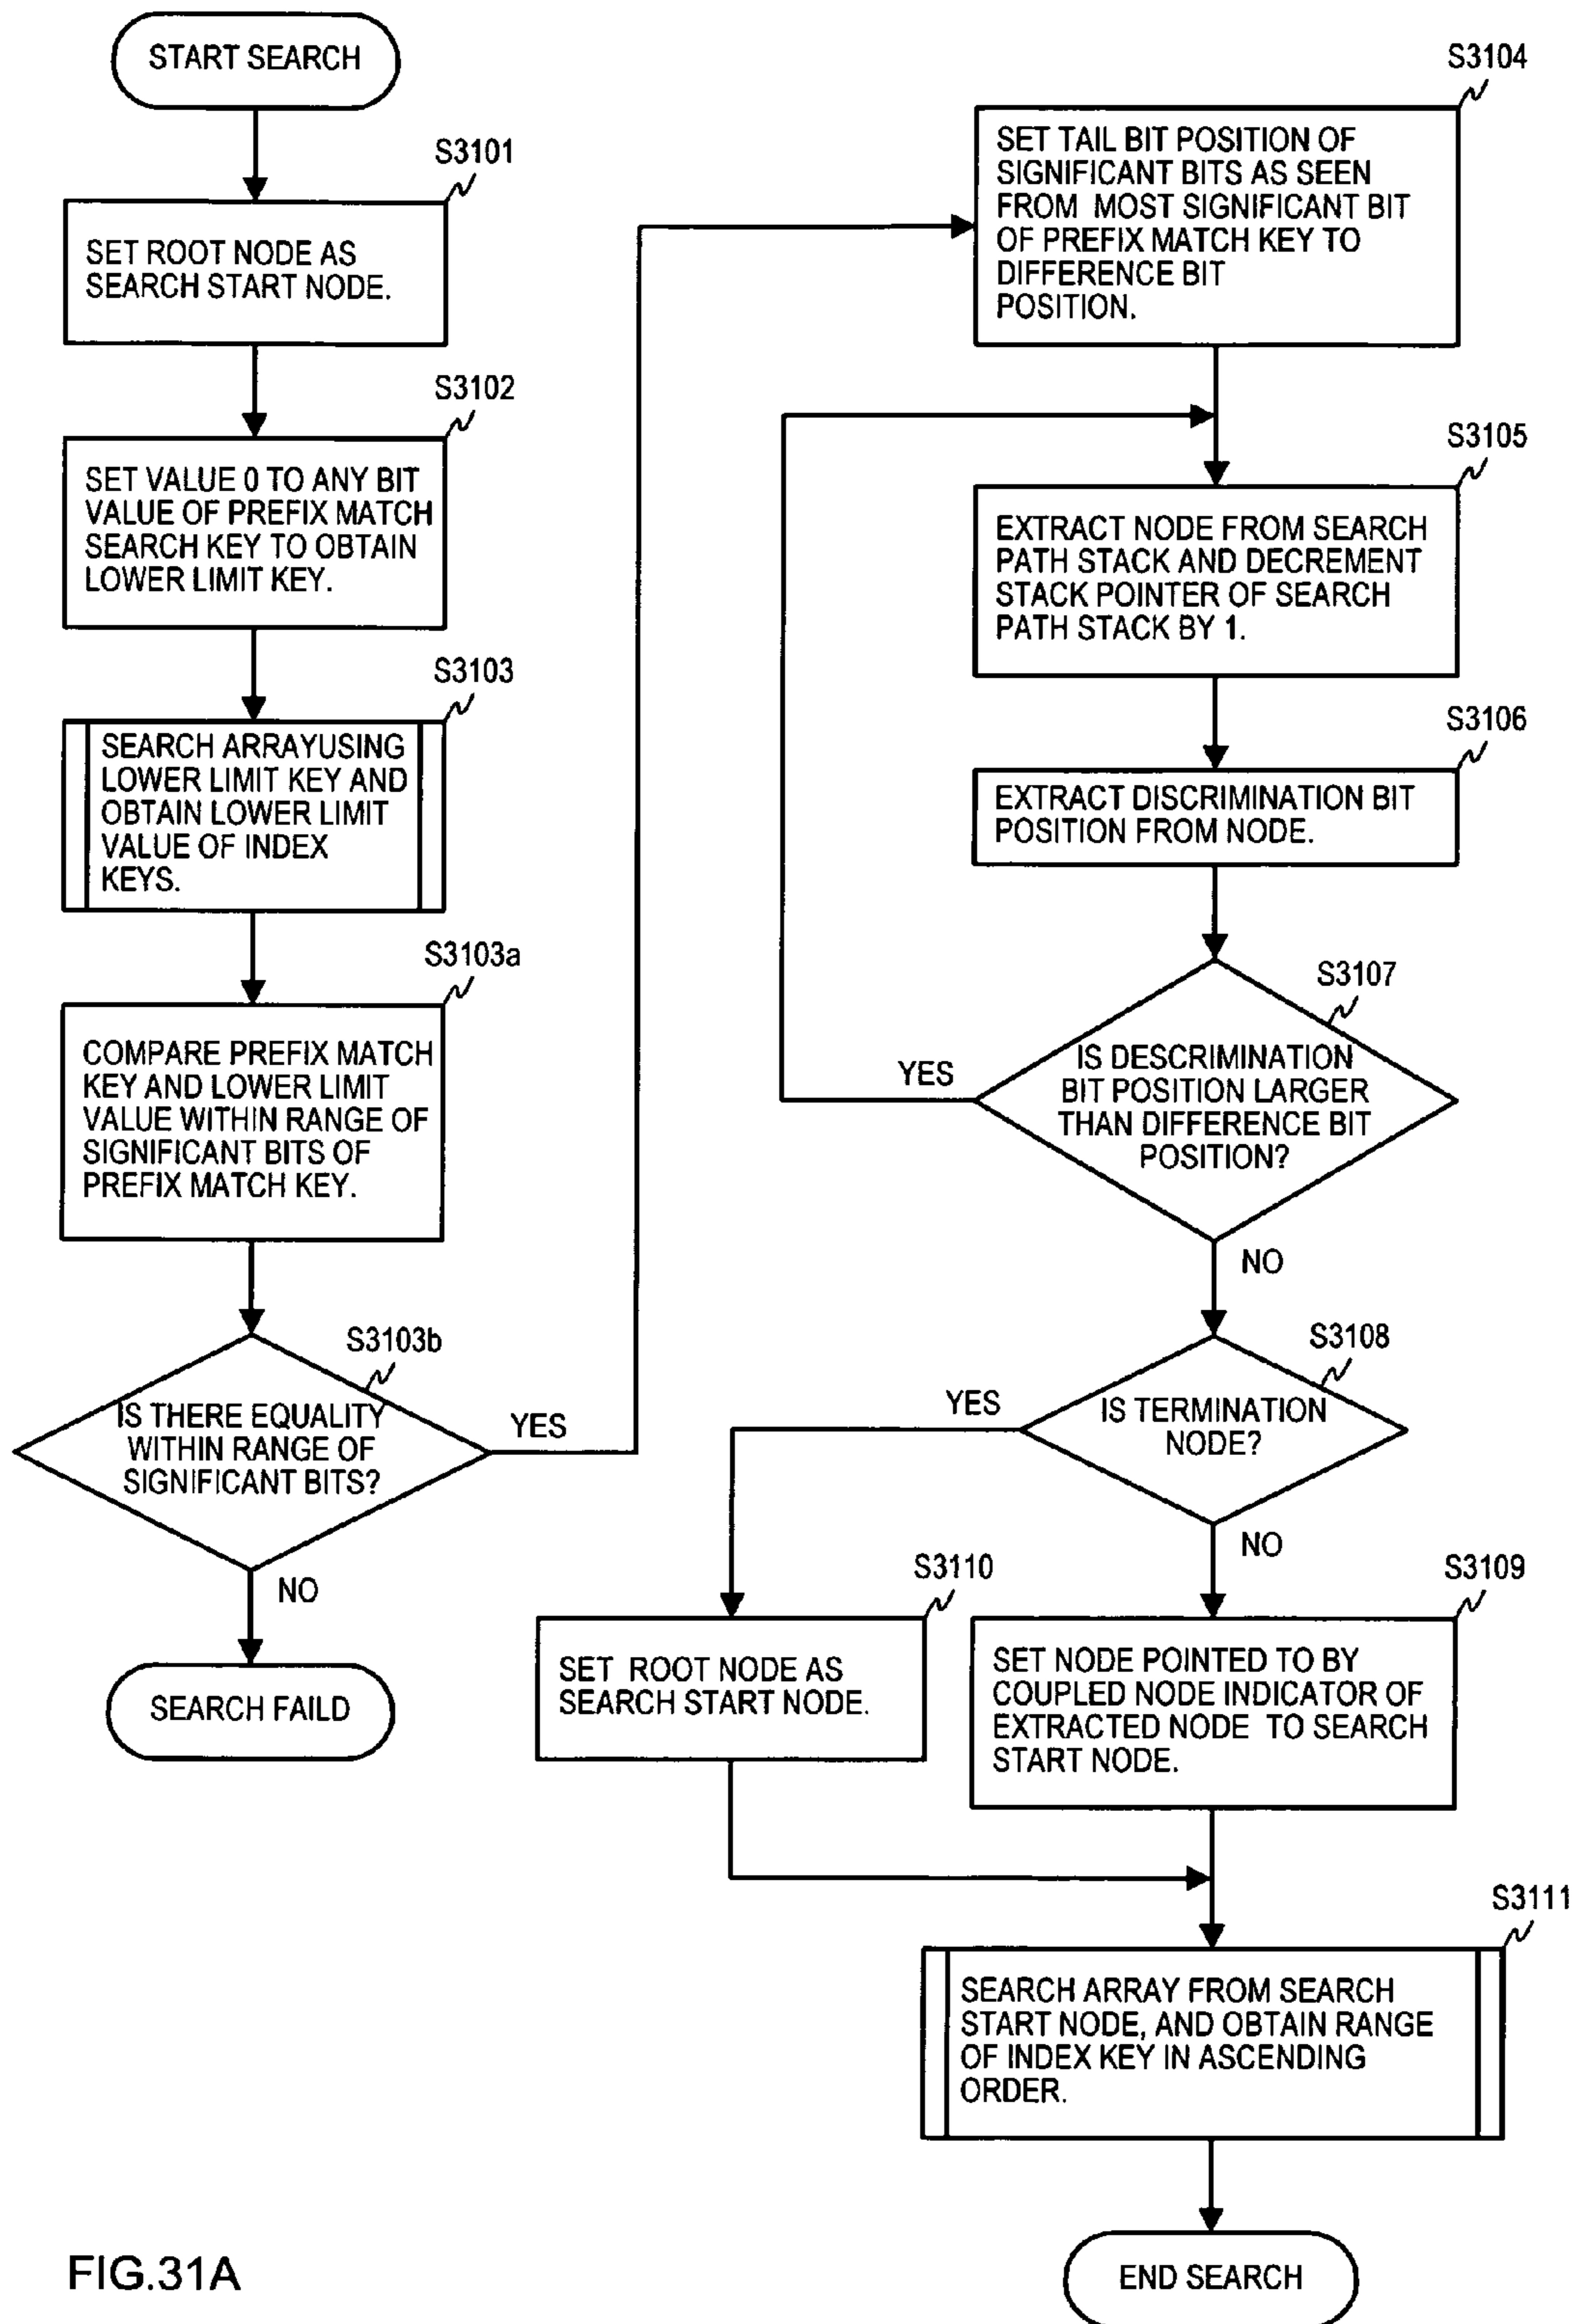 START SEARCH
S3101
SET ROOT NODE AS
SEARCH START NODE.
S3102
SET VALUE 0 TO ANY BIT
VALUE OF PREFIX MATCH
SEARCH KEY TO OBTAIN
LOWER LIMIT KEY.
S3103
SEARCH ARRAYUSING
LOWER LIMIT KEY AND
OBTAIN LOWER LIMIT
VALUE OF INDEX
KEYS.
S3103a
COMPARE PREFIX MATCH
KEY AND LOWER LIMIT
VALUE WITHIN RANGE OF
SIGNIFICANT BITS OF
PREFIX MATCH KEY.
S3103b
IS THERE EQUALITY
WITHIN RANGE OF
SIGNIFICANT BITS?
YES
NO
SEARCH FAILD
S3104
SET TAIL BIT POSITION OF
SIGNIFICANT BITS AS SEEN
FROM MOST SIGNIFICANT BIT
OF PREFIX MATCH KEY TO
DIFFERENCE BIT
POSITION.
S3105
EXTRACT NODE FROM SEARCH
PATH STACK AND DECREMENT
STACK POINTER OF SEARCH
PATH STACK BY 1.
S3106
EXTRACT DISCRIMINATION BIT
POSITION FROM NODE.
S3107
IS DESCRIMINATION
BIT POSITION LARGER
THAN DIFFERENCE BIT
POSITION?
YES
NO
S3108
IS TERMINATION
NODE?
YES
NO
S3110
SET ROOT NODE AS
SEARCH START NODE.
S3109
SET NODE POINTED TO BY
COUPLED NODE INDICATOR OF
EXTRACTED NODE TO SEARCH
START NODE.
S3111
SEARCH ARRAY FROM SEARCH
START NODE, AND OBTAIN RANGE
OF INDEX KEY IN ASCENDING
ORDER.
END SEARCH
FIG.31A